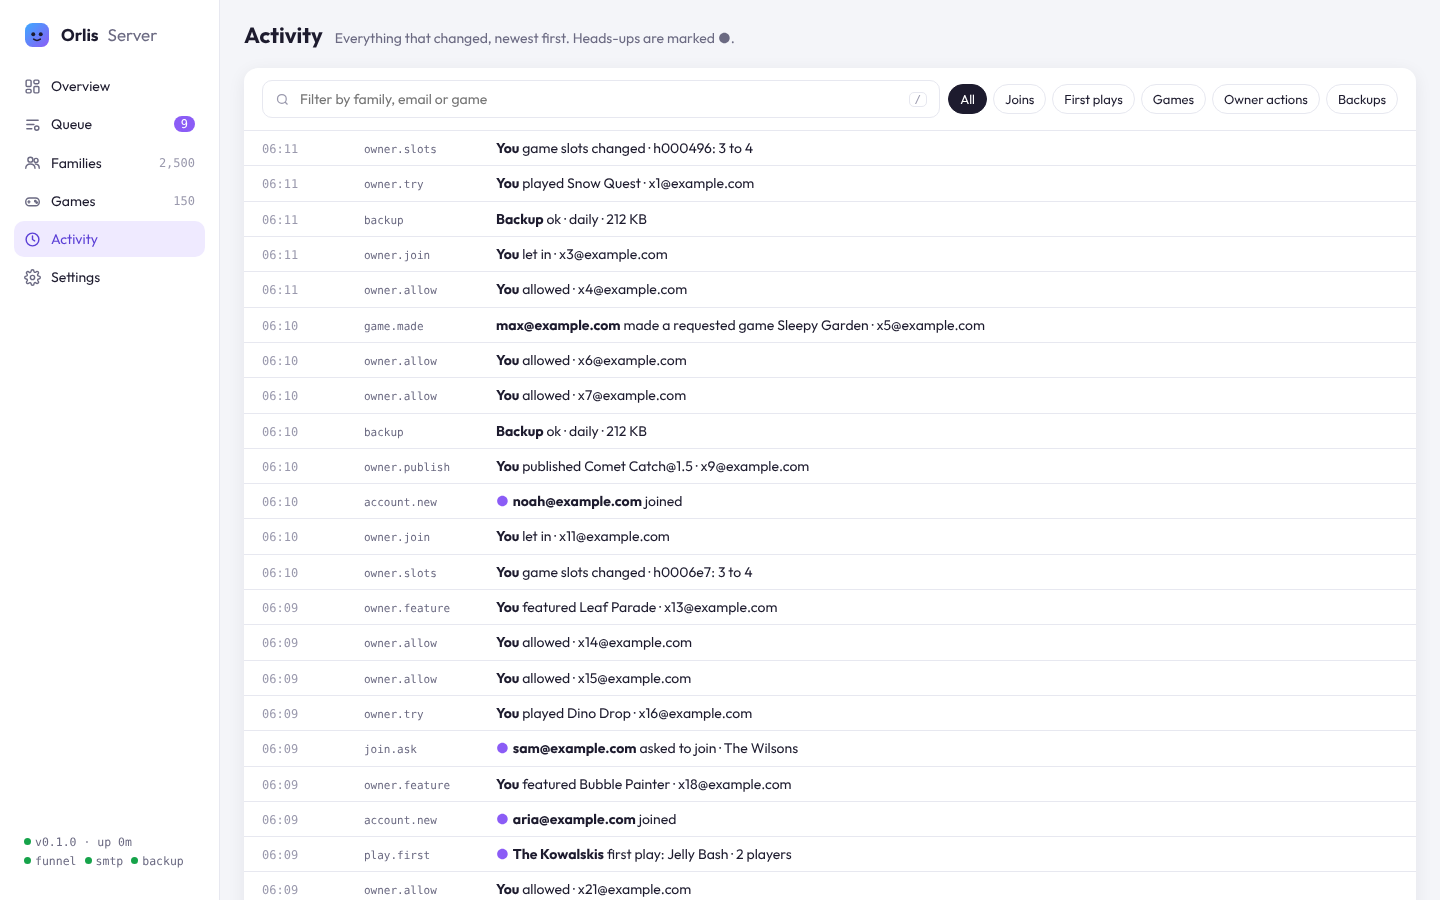 Orlis Server
Overview
Queue 9
Families 2,500
Games 150
Activity
Settings
v0.1.0 · up 0m
funnel smtp backup
Activity Everything that changed, newest first. Heads-ups are marked ●.
Filter by family, email or game /
All Joins First plays Games Owner actions Backups
06:11 owner.slots You game slots changed · h000496: 3 to 4
06:11 owner.try You played Snow Quest · x1@example.com
06:11 backup Backup ok · daily · 212 KB
06:11 owner.join You let in · x3@example.com
06:11 owner.allow You allowed · x4@example.com
06:10 game.made max@example.com made a requested game Sleepy Garden · x5@example.com
06:10 owner.allow You allowed · x6@example.com
06:10 owner.allow You allowed · x7@example.com
06:10 backup Backup ok · daily · 212 KB
06:10 owner.publish You published Comet Catch@1.5 · x9@example.com
06:10 account.new ● noah@example.com joined
06:10 owner.join You let in · x11@example.com
06:10 owner.slots You game slots changed · h0006e7: 3 to 4
06:09 owner.feature You featured Leaf Parade · x13@example.com
06:09 owner.allow You allowed · x14@example.com
06:09 owner.allow You allowed · x15@example.com
06:09 owner.try You played Dino Drop · x16@example.com
06:09 join.ask ● sam@example.com asked to join · The Wilsons
06:09 owner.feature You featured Bubble Painter · x18@example.com
06:09 account.new ● aria@example.com joined
06:09 play.first ● The Kowalskis first play: Jelly Bash · 2 players
06:09 owner.allow You allowed · x21@example.com